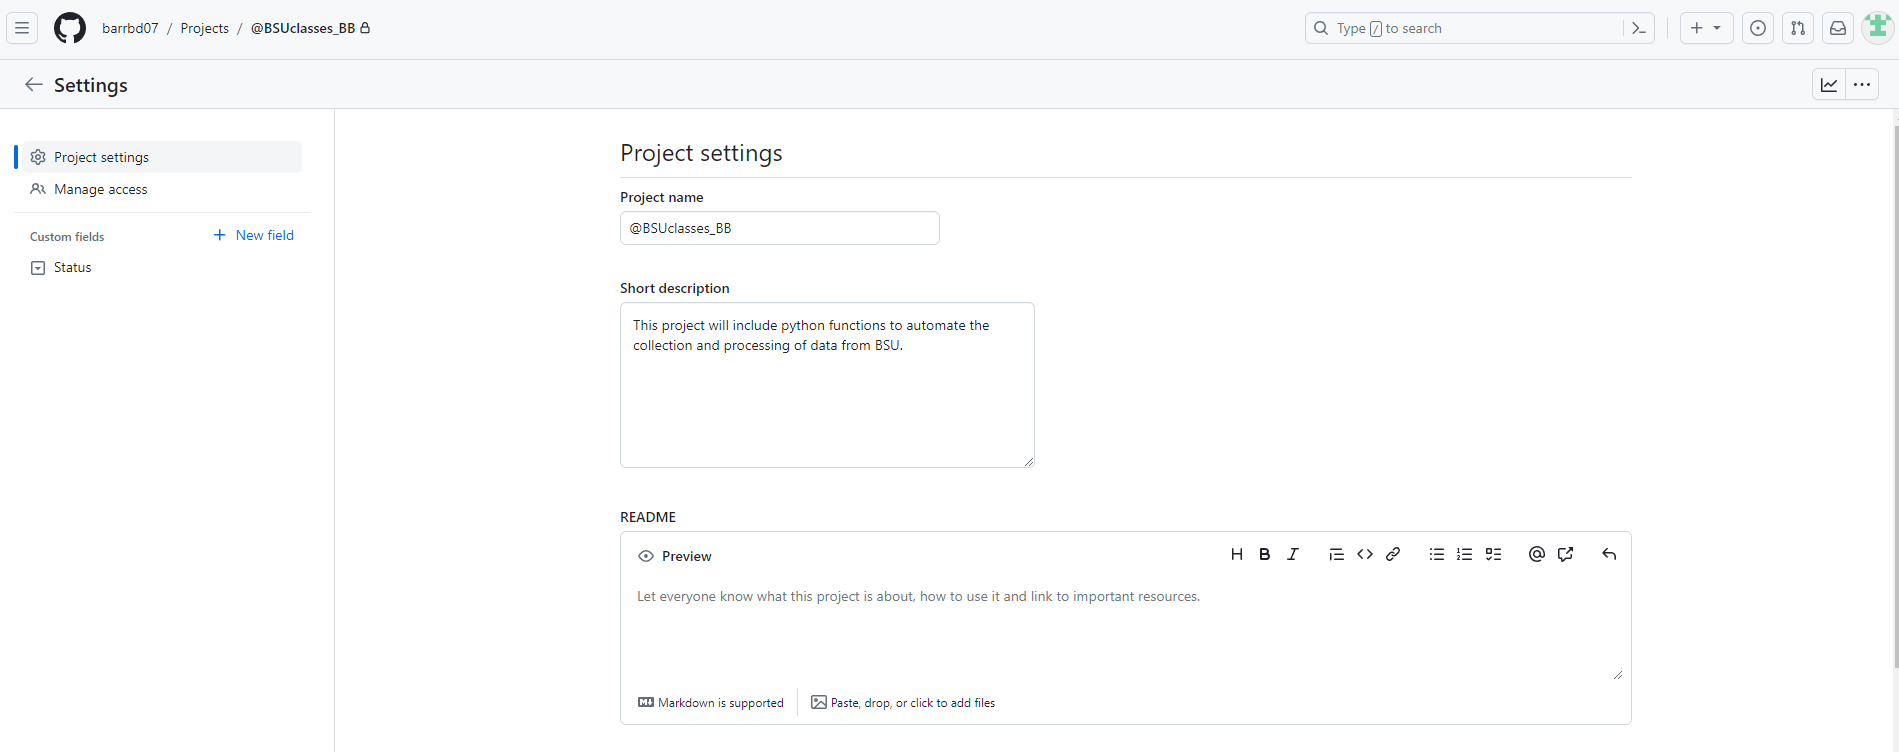 barrbd07 / Projects / @BSUclasses_BB
Type / to search
Settings
Project settings
Manage access
Custom fields
New field
Status
Project settings
Project name
@BSUclasses_BB
Short description
This project will include python functions to automate the
collection and processing of data from BSU.
README
Preview
Let everyone know what this project is about, how to use it and link to important resources.
Markdown is supported
Paste, drop, or click to add files